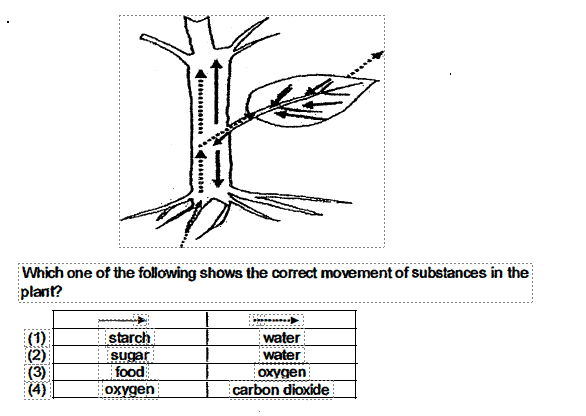 Which one of the following shows the correct movement of substances in the
plant?
(1) starch water
(2) sugar water
(3) food oxygen
(4) oxygen carbon dioxide